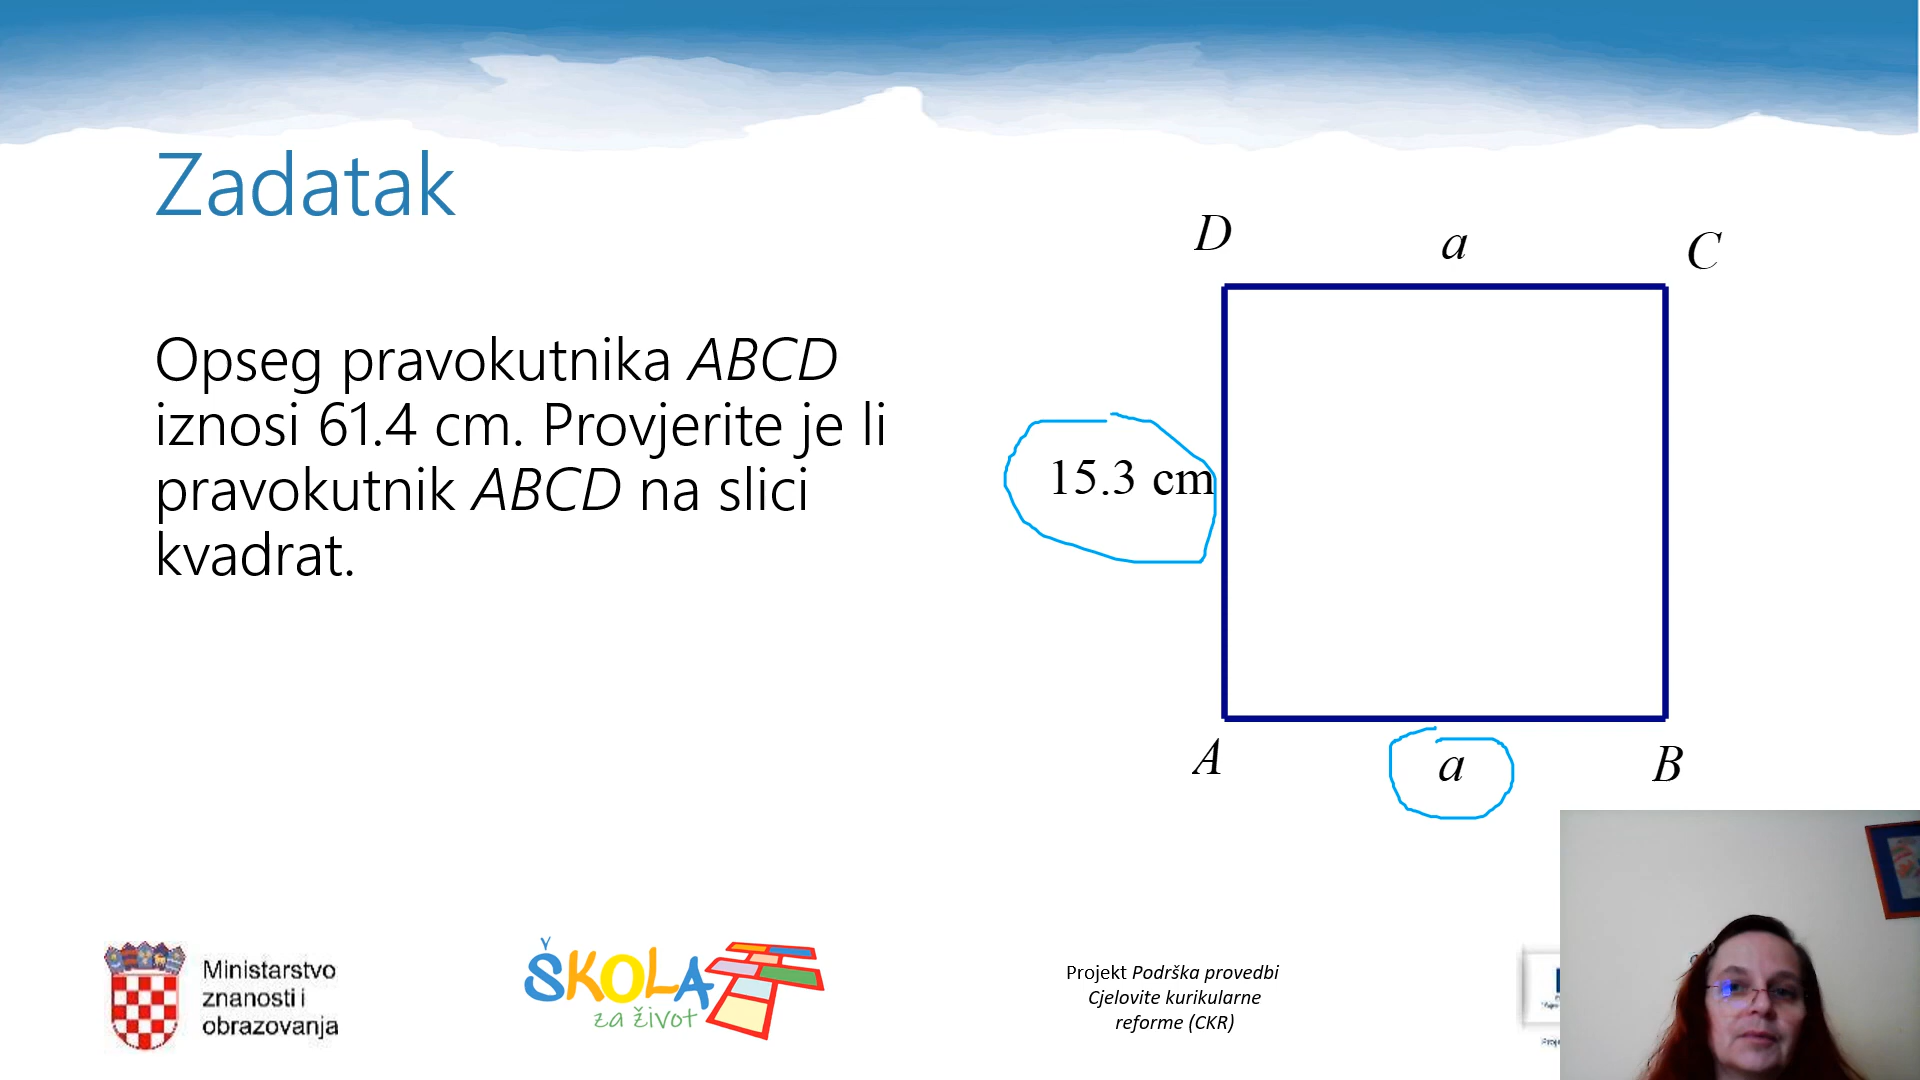 Zadatak
Opseg pravokutnika ABCD
iznosi 61.4 cm. Provjerite je li
pravokutnik ABCD na slici
kvadrat.
D
a
C
15.3 cm
A
a
B
Ministarstvo
znanosti i
obrazovanja
ŠKOLA
za život
Projekt Podrška provedbi
Cjelovite kurikularne
reforme (CKR)